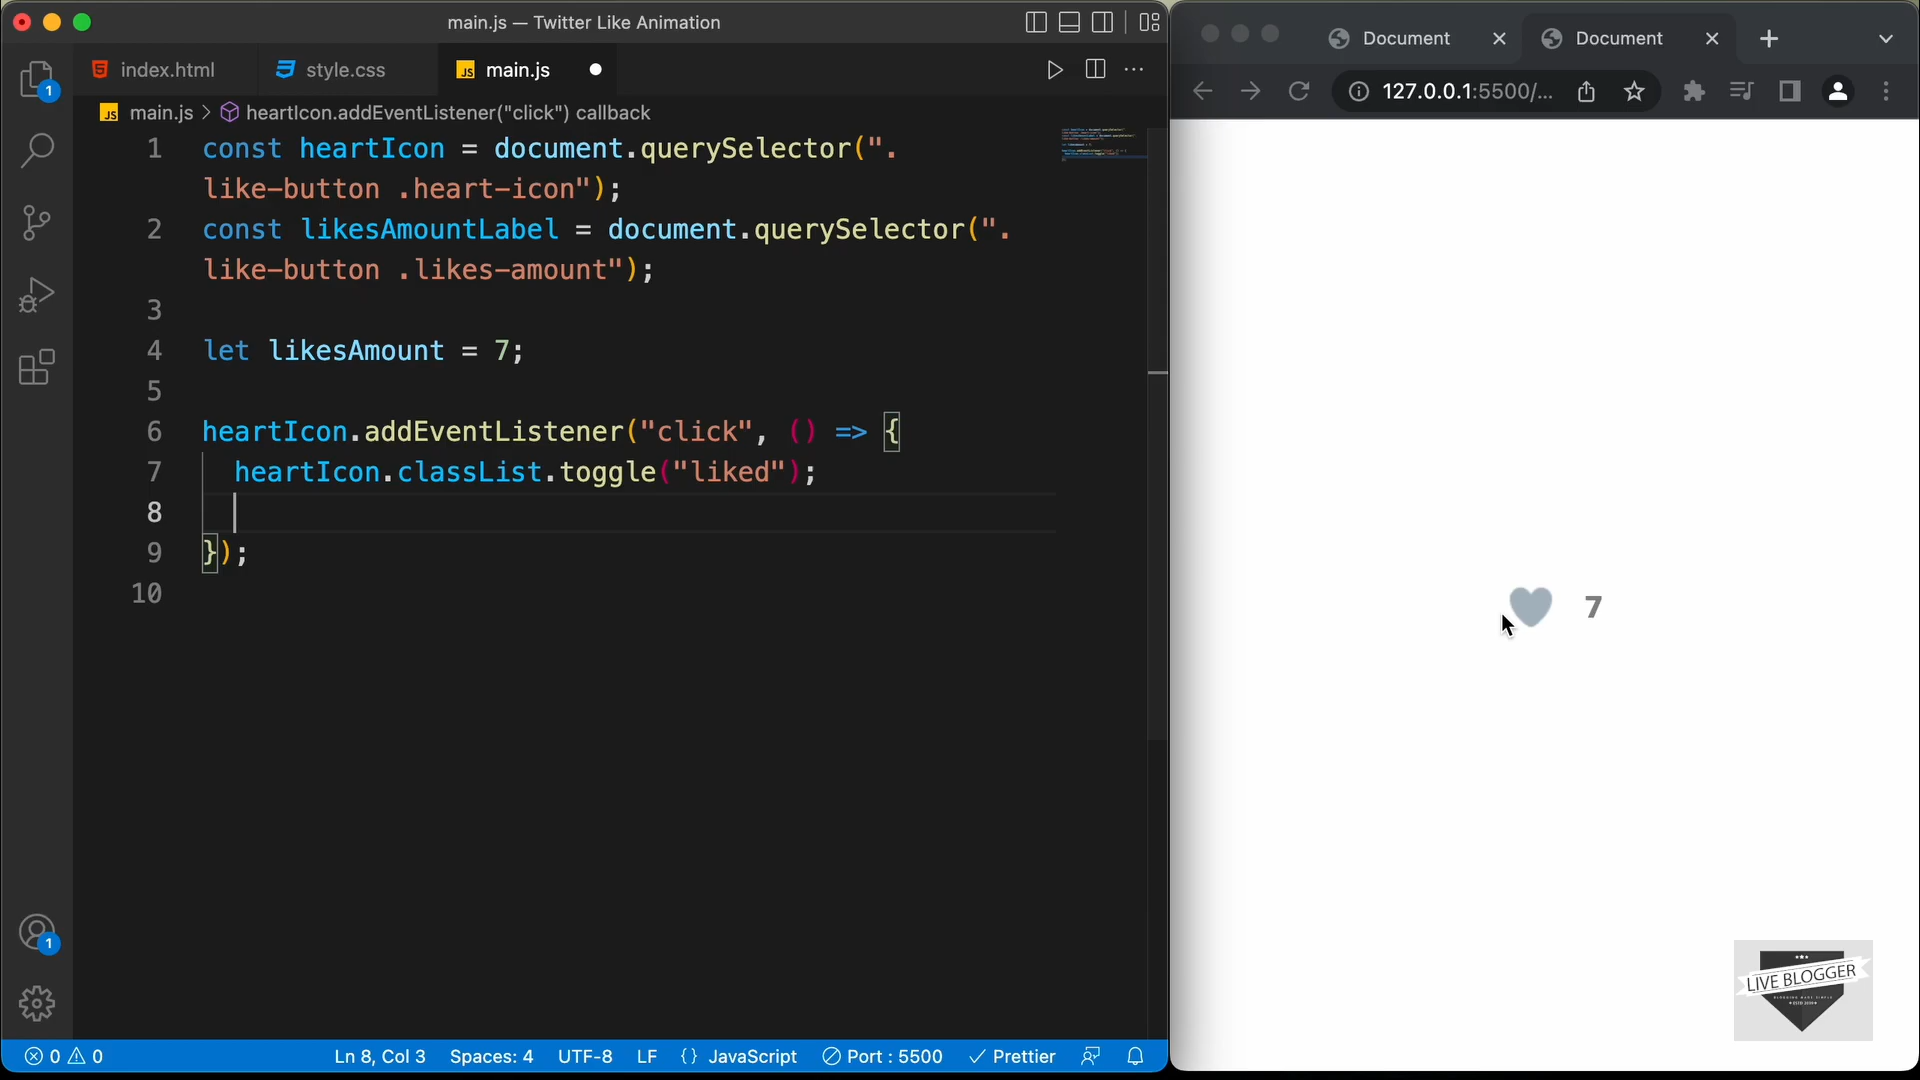 main.js — Twitter Like Animation
index.html
style.css
JS main.js
JS main.js > heartIcon.addEventListener("click") callback
1 const heartIcon = document.querySelector(".
like-button .heart-icon");
2 const likesAmountLabel = document.querySelector(".
like-button .likes-amount");
3
4 let likesAmount = 7;
5
6 heartIcon.addEventListener("click", () => {
7 heartIcon.classList.toggle("liked");
8
9 });
10
1
1
0 0
Ln 8, Col 3 Spaces: 4 UTF-8 LF {} JavaScript Port : 5500 Prettier
Document
Document
127.0.0.1:5500/...
7
LIVE BLOGGER